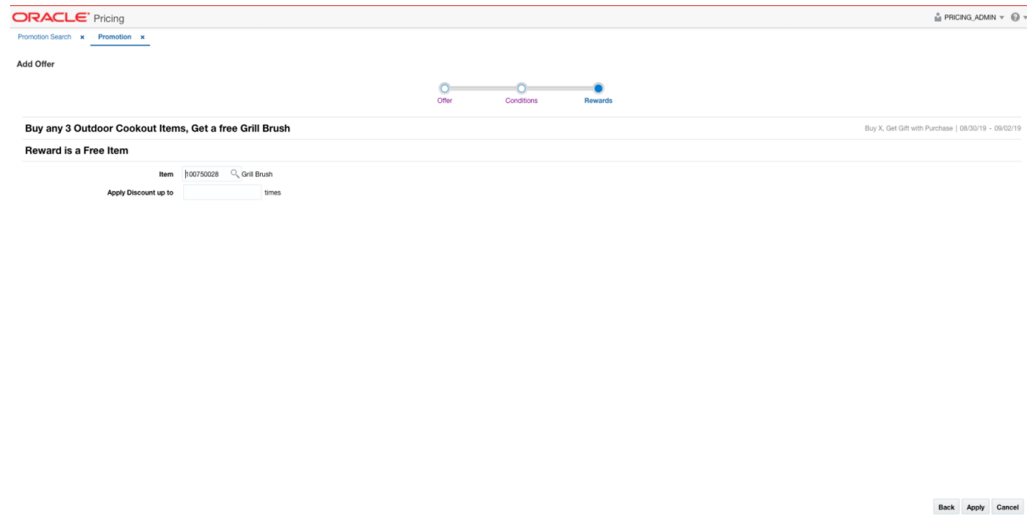 ORACLE® Pricing PRICING_ADMIN
Promotion Search × Promotion ×
Add Offer
Offer Conditions Rewards
Buy any 3 Outdoor Cookout Items, Get a free Grill Brush Buy X, Get Gift with Purchase | 08/30/19 - 09/02/19
Reward is a Free Item
Item 100750028 Grill Brush
Apply Discount up to times
Back Apply Cancel